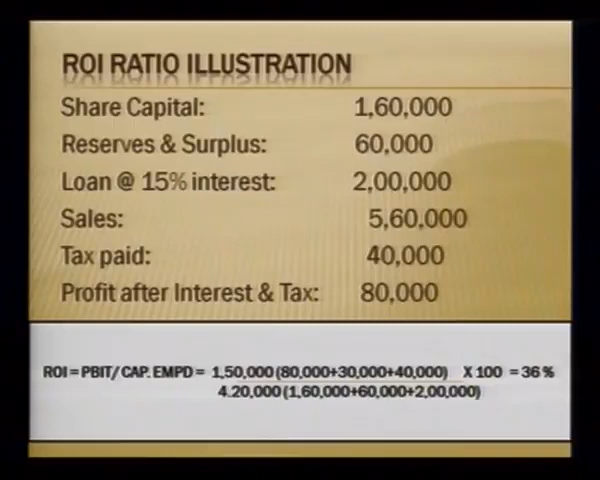 ROI RATIO ILLUSTRATION
Share Capital: 1,60,000
Reserves & Surplus: 60,000
Loan @ 15% interest: 2,00,000
Sales: 5,60,000
Tax paid: 40,000
Profit after Interest & Tax: 80,000
ROI = PBIT/ CAP. EMPD = 1,50,000 (80,000+30,000+40,000) X 100 = 36 %
4.20,000 (1,60,000+60,000+2,00,000)